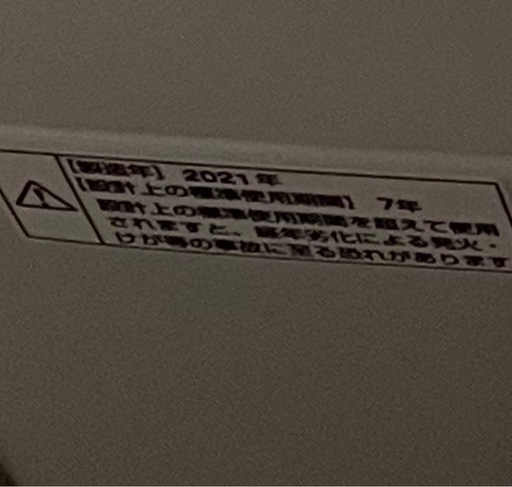 【製造年】 2021年
【設計上の標準使用期間】 7年
設計上の標準使用期間を超えて使用
されますと、経年劣化による発火・
けが等の事故に至る恐れがあります